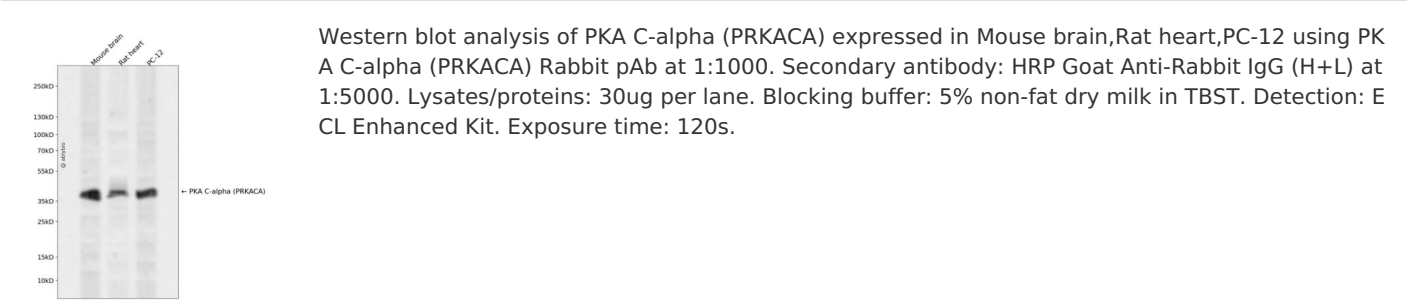 Mouse brain
Rat heart
PC-12
250kD
130kD
100kD
70kD
55kD
35kD
25kD
15kD
10kD
@ abybio
← PKA C-alpha (PRKACA)
Western blot analysis of PKA C-alpha (PRKACA) expressed in Mouse brain,Rat heart,PC-12 using PK
A C-alpha (PRKACA) Rabbit pAb at 1:1000. Secondary antibody: HRP Goat Anti-Rabbit IgG (H+L) at
1:5000. Lysates/proteins: 30ug per lane. Blocking buffer: 5% non-fat dry milk in TBST. Detection: E
CL Enhanced Kit. Exposure time: 120s.